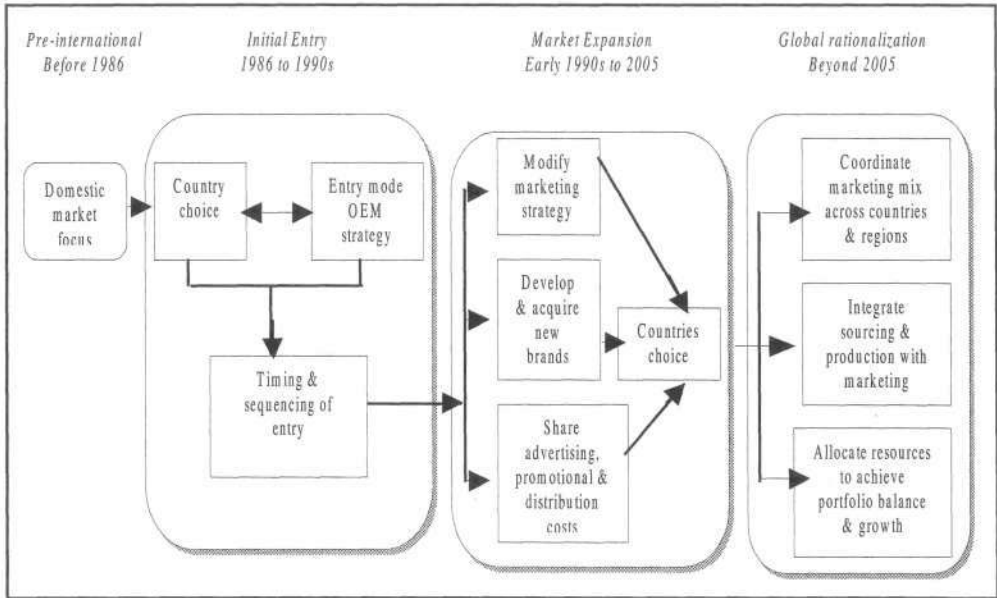 Pre-international
Before 1986
Initial Entry
1986 to 1990s
Market Expansion
Early 1990s to 2005
Global rationalization
Beyond 2005
Domestic
market
focus
Country
choice
Entry mode
OEM
strategy
Timing &
sequencing of
entry
Modify
marketing
strategy
Develop
& acquire
new
brands
Share
advertising,
promotional &
distribution
costs
Countries
choice
Coordinate
marketing mix
across countries
& regions
Integrate
sourcing &
production with
marketing
Allocate resources
to achieve
portfolio balance
& growth